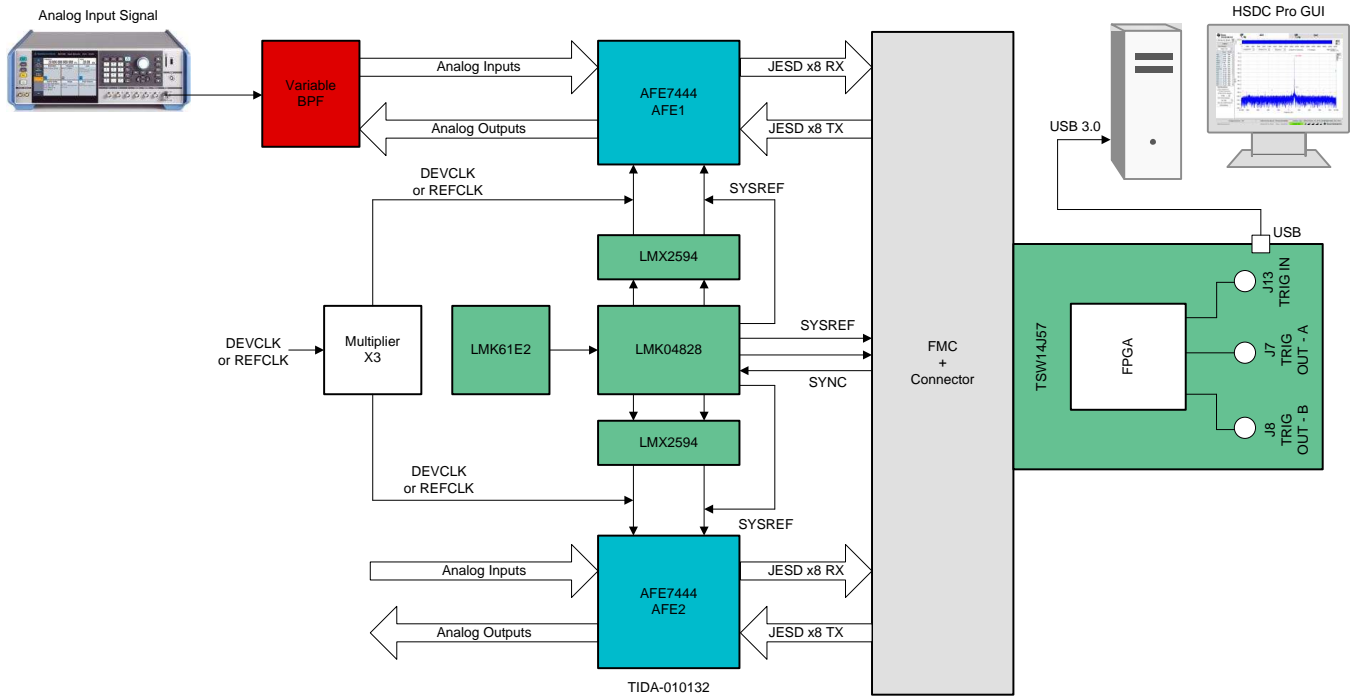 Analog Input Signal
HSDC Pro GUI
Variable
BPF
Analog Inputs
Analog Outputs
AFE7444
AFE1
JESD x8 RX
JESD x8 TX
USB 3.0
DEVCLK
or REFCLK
SYSREF
LMX2594
USB
DEVCLK
or REFCLK
Multiplier
X3
LMK61E2
LMK04828
SYSREF
SYNC
FMC
+
Connector
TSW14J57
FPGA
J13
TRIG IN
J7
TRIG
OUT - A
J8
TRIG
OUT - B
LMX2594
DEVCLK
or REFCLK
SYSREF
Analog Inputs
Analog Outputs
AFE7444
AFE2
JESD x8 RX
JESD x8 TX
TIDA-010132